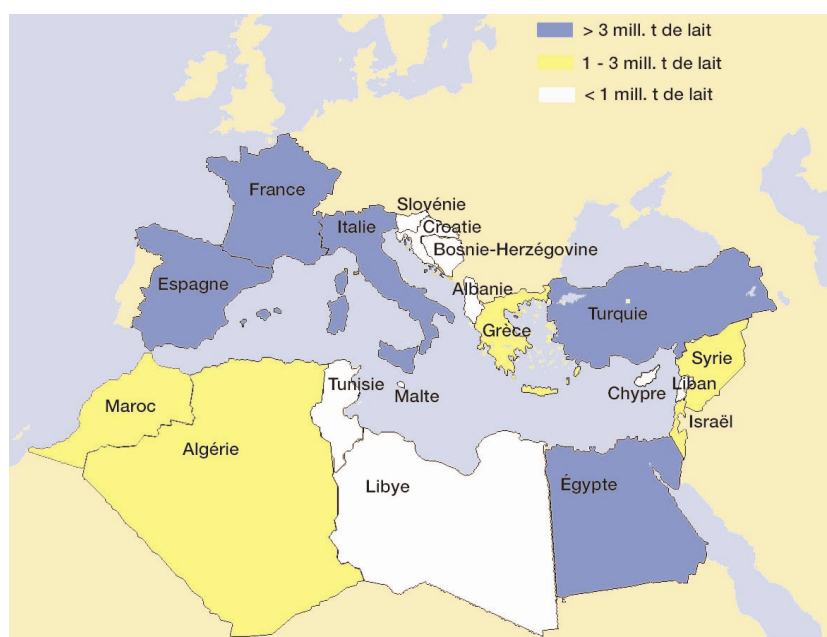 > 3 mill. t de lait
1 - 3 mill. t de lait
< 1 mill. t de lait
France
Slovénie
Italie
Croatie
Bosnie-Herzégovine
Espagne
Albanie
Turquie
Grèce
Syrie
Tunisie
Malte
Chypre
Liban
Maroc
Israël
Algérie
Libye
Égypte